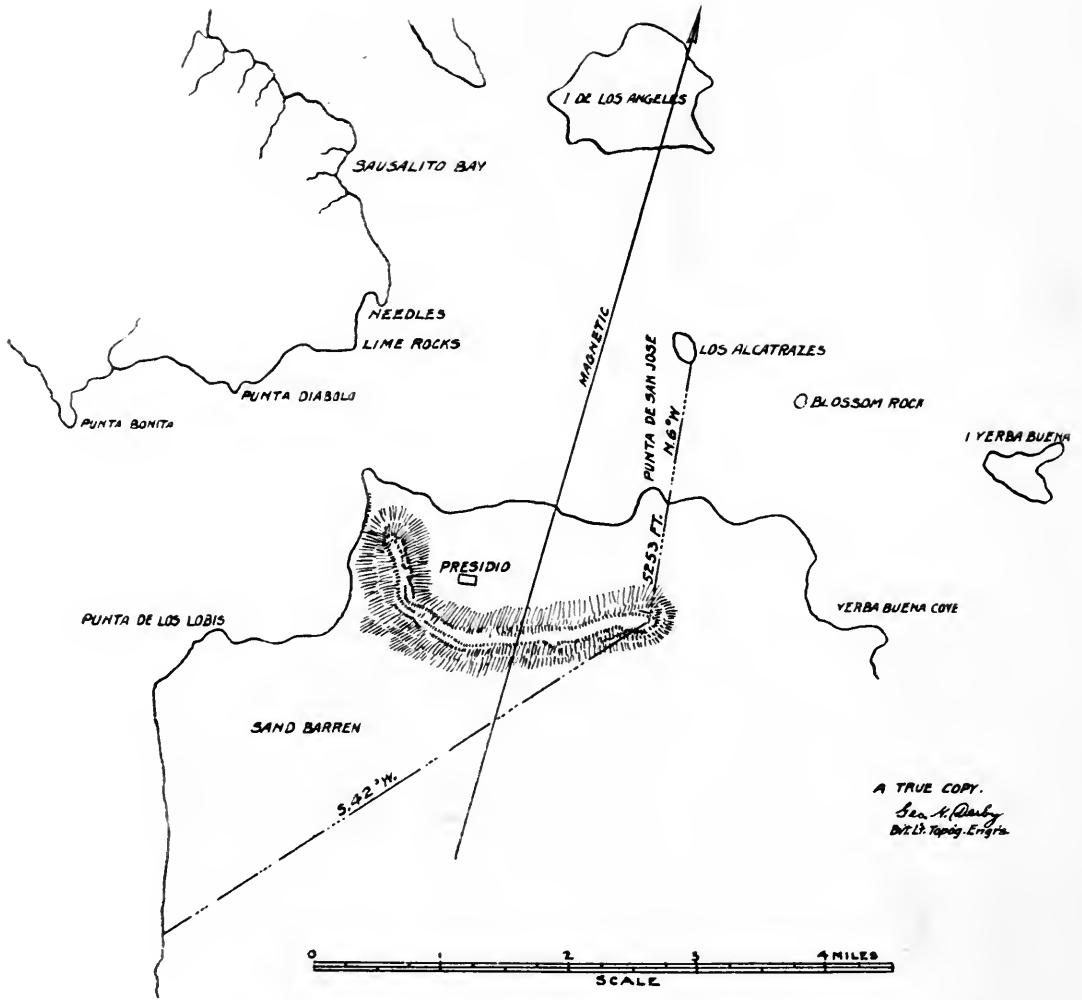 I DE LOS ANGELES
SAUSALITO BAY
NEEDLES
LIME ROCKS
MAGNETIC
PUNTA DE SAN JOSE
N.6°W
LOS ALCATRAZES
PUNTA DIABOLO
BLOSSOM ROCK
PUNTA BONITA
I YERBA BUENA
5253 FT.
PRESIDIO
YERBA BUENA COVE
PUNTA DE LOS LOBIS
SAND BARREN
S.42°W.
A TRUE COPY.
Geo. H. Derby
Bvt. Lt. Topog. Engrs
0 1 2 3 4 MILES
SCALE